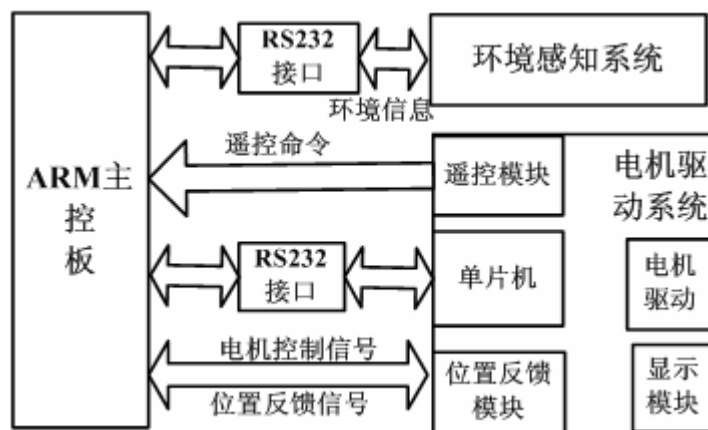 RS232
接口
环境感知系统
环境信息
遥控命令
ARM主
控
板
遥控模块
电机驱
动系统
RS232
接口
单片机
电机
驱动
电机控制信号
位置反馈信号
位置反馈
模块
显示
模块